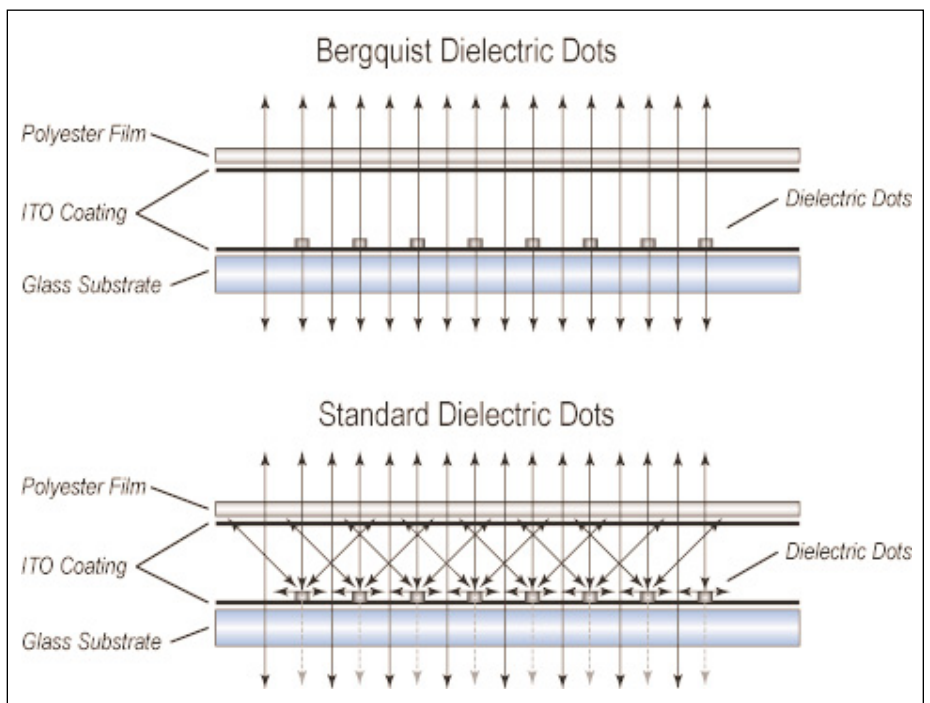 Bergquist Dielectric Dots
Polyester Film
ITO Coating
Dielectric Dots
Glass Substrate
Standard Dielectric Dots
Polyester Film
ITO Coating
Dielectric Dots
Glass Substrate